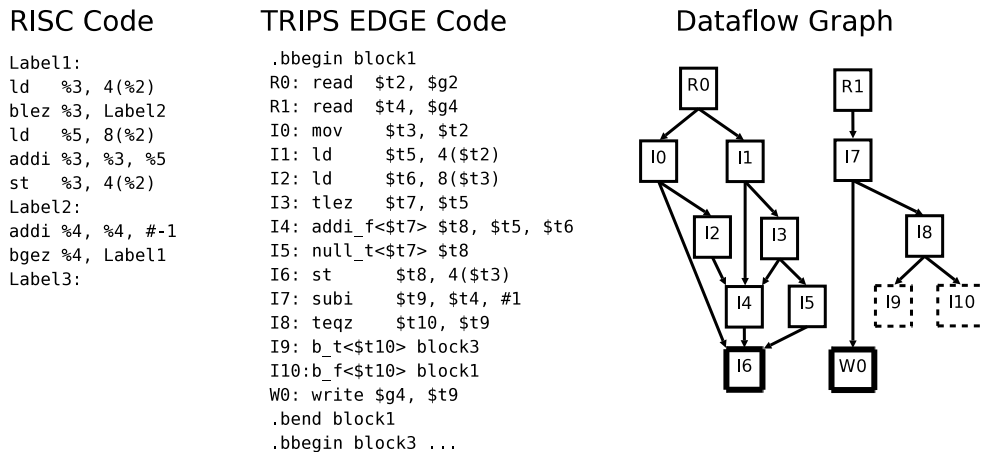 RISC Code
Label1:
ld %3, 4(%2)
blez %3, Label2
ld %5, 8(%2)
addi %3, %3, %5
st %3, 4(%2)
Label2:
addi %4, %4, #-1
bgez %4, Label1
Label3:
TRIPS EDGE Code
.bbegin block1
R0: read $t2, $g2
R1: read $t4, $g4
I0: mov $t3, $t2
I1: ld $t5, 4($t2)
I2: ld $t6, 8($t3)
I3: tlez $t7, $t5
I4: addi_f<$t7> $t8, $t5, $t6
I5: null_t<$t7> $t8
I6: st $t8, 4($t3)
I7: subi $t9, $t4, #1
I8: teqz $t10, $t9
I9: b_t<$t10> block3
I10:b_f<$t10> block1
W0: write $g4, $t9
.bend block1
.bbegin block3 ...
Dataflow Graph
R0 R1
I0 I1 I7
I2 I3 I8
I4 I5 I9 I10
I6 W0